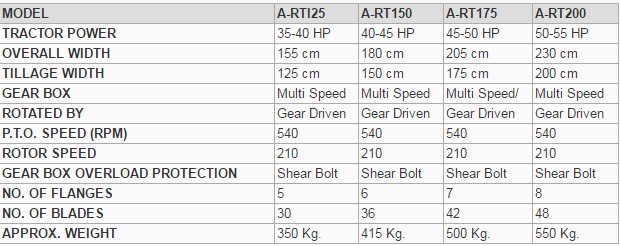 MODEL A-RTI25 A-RT150 A-RT175 A-RT200
TRACTOR POWER 35-40 HP 40-45 HP 45-50 HP 50-55 HP
OVERALL WIDTH 155 cm 180 cm 205 cm 230 cm
TILLAGE WIDTH 125 cm 150 cm 175 cm 200 cm
GEAR BOX Multi Speed Multi Speed Multi Speed/ Multi Speed
ROTATED BY Gear Driven Gear Driven Gear Driven Gear Driven
P.T.O. SPEED (RPM) 540 540 540 540
ROTOR SPEED 210 210 210 210
GEAR BOX OVERLOAD PROTECTION Shear Bolt Shear Bolt Shear Bolt Shear Bolt
NO. OF FLANGES 5 6 7 8
NO. OF BLADES 30 36 42 48
APPROX. WEIGHT 350 Kg. 415 Kg. 500 Kg. 550 Kg.